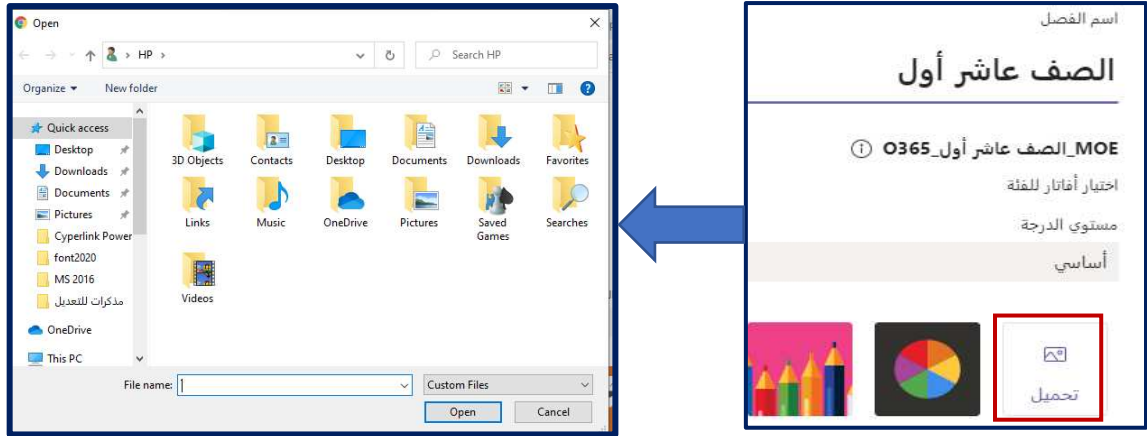 Open
HP
Search HP
Organize
New folder
Quick access
Desktop
Downloads
Documents
Pictures
Cyperlink Power
font2020
MS 2016
مذكرات للتعديل
OneDrive
This PC
3D Objects
Contacts
Desktop
Documents
Downloads
Favorites
Links
Music
OneDrive
Pictures
Saved
Games
Searches
Videos
File name:
Custom Files
Open
Cancel
اسم الفصل
الصف عاشر أول
MOE_الصف عاشر أول_O365
اختيار أفاتار للفئة
مستوي الدرجة
أساسي
تحميل